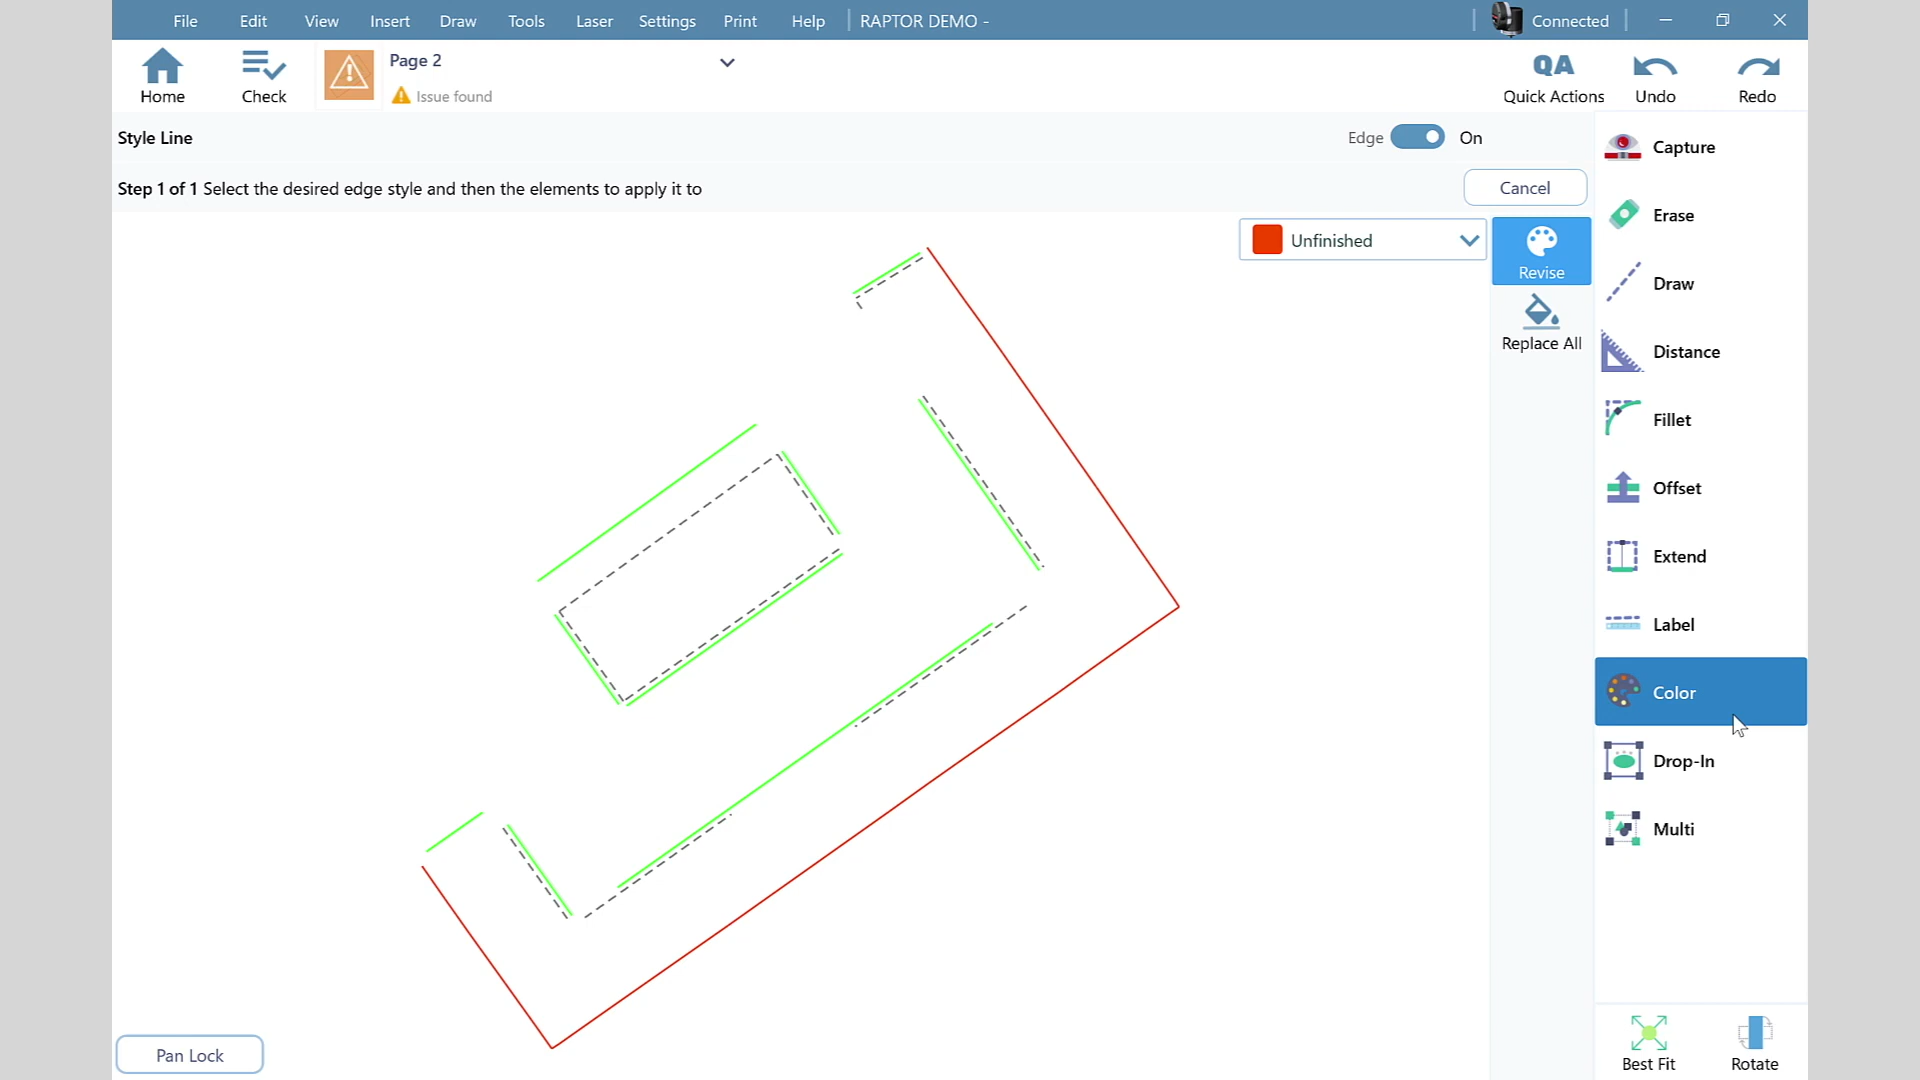 File Edit View Insert Draw Tools Laser Settings Print Help RAPTOR DEMO - Connected
Home Check Page 2 Issue found QA Quick Actions Undo Redo
Style Line Edge On
Step 1 of 1 Select the desired edge style and then the elements to apply it to Cancel
Unfinished
Revise
Replace All
Capture
Erase
Draw
Distance
Fillet
Offset
Extend
Label
Color
Drop-In
Multi
Pan Lock Best Fit Rotate